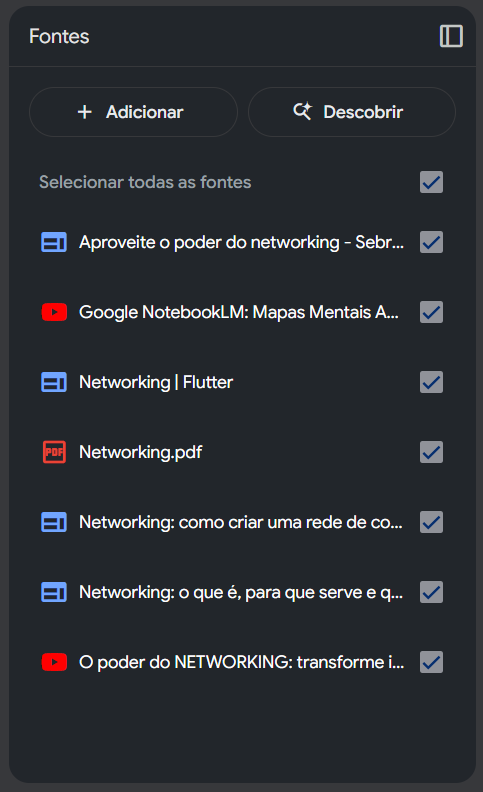 Fontes
+ Adicionar
Descobrir
Selecionar todas as fontes
Aproveite o poder do networking - Sebr...
Google NotebookLM: Mapas Mentais A...
Networking | Flutter
PDF Networking.pdf
Networking: como criar uma rede de co...
Networking: o que é, para que serve e q...
O poder do NETWORKING: transforme i...